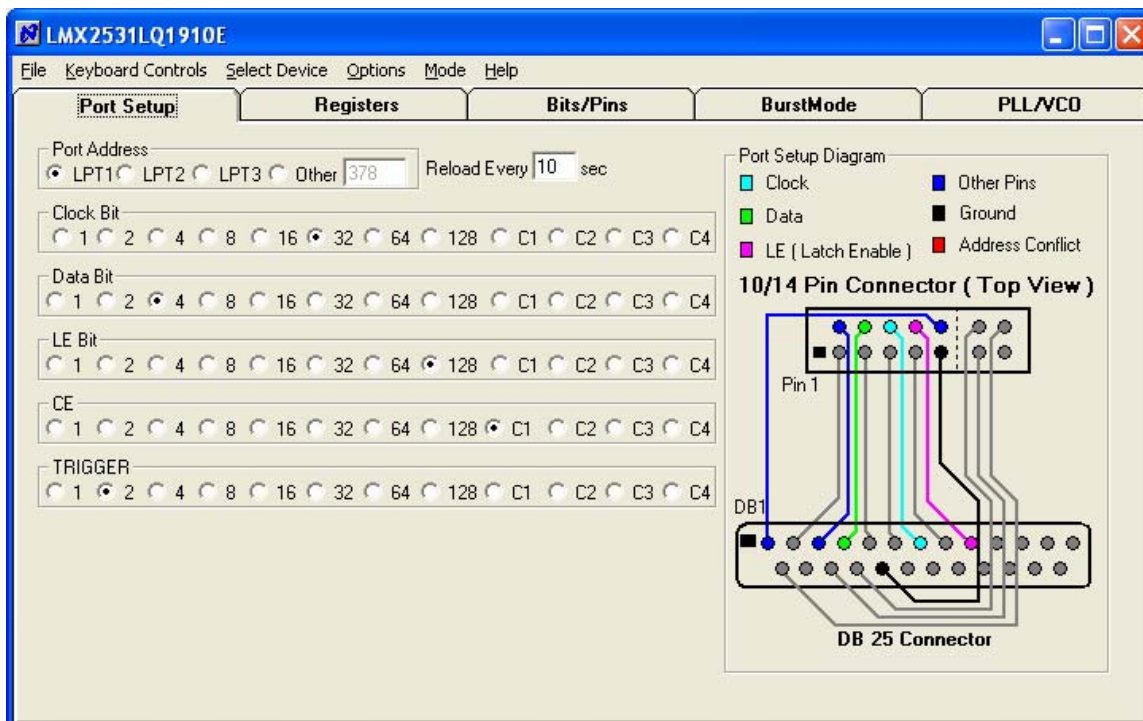 LMX2531LQ1910E
File Keyboard Controls Select Device Options Mode Help
Port Setup Registers Bits/Pins BurstMode PLL/VCO
Port Address
LPT1 LPT2 LPT3 Other 378 Reload Every 10 sec
Clock Bit
1 2 4 8 16 32 64 128 C1 C2 C3 C4
Data Bit
1 2 4 8 16 32 64 128 C1 C2 C3 C4
LE Bit
1 2 4 8 16 32 64 128 C1 C2 C3 C4
CE
1 2 4 8 16 32 64 128 C1 C2 C3 C4
TRIGGER
1 2 4 8 16 32 64 128 C1 C2 C3 C4
Port Setup Diagram
Clock Other Pins
Data Ground
LE ( Latch Enable ) Address Conflict
10/14 Pin Connector ( Top View )
Pin 1
DB1
DB 25 Connector